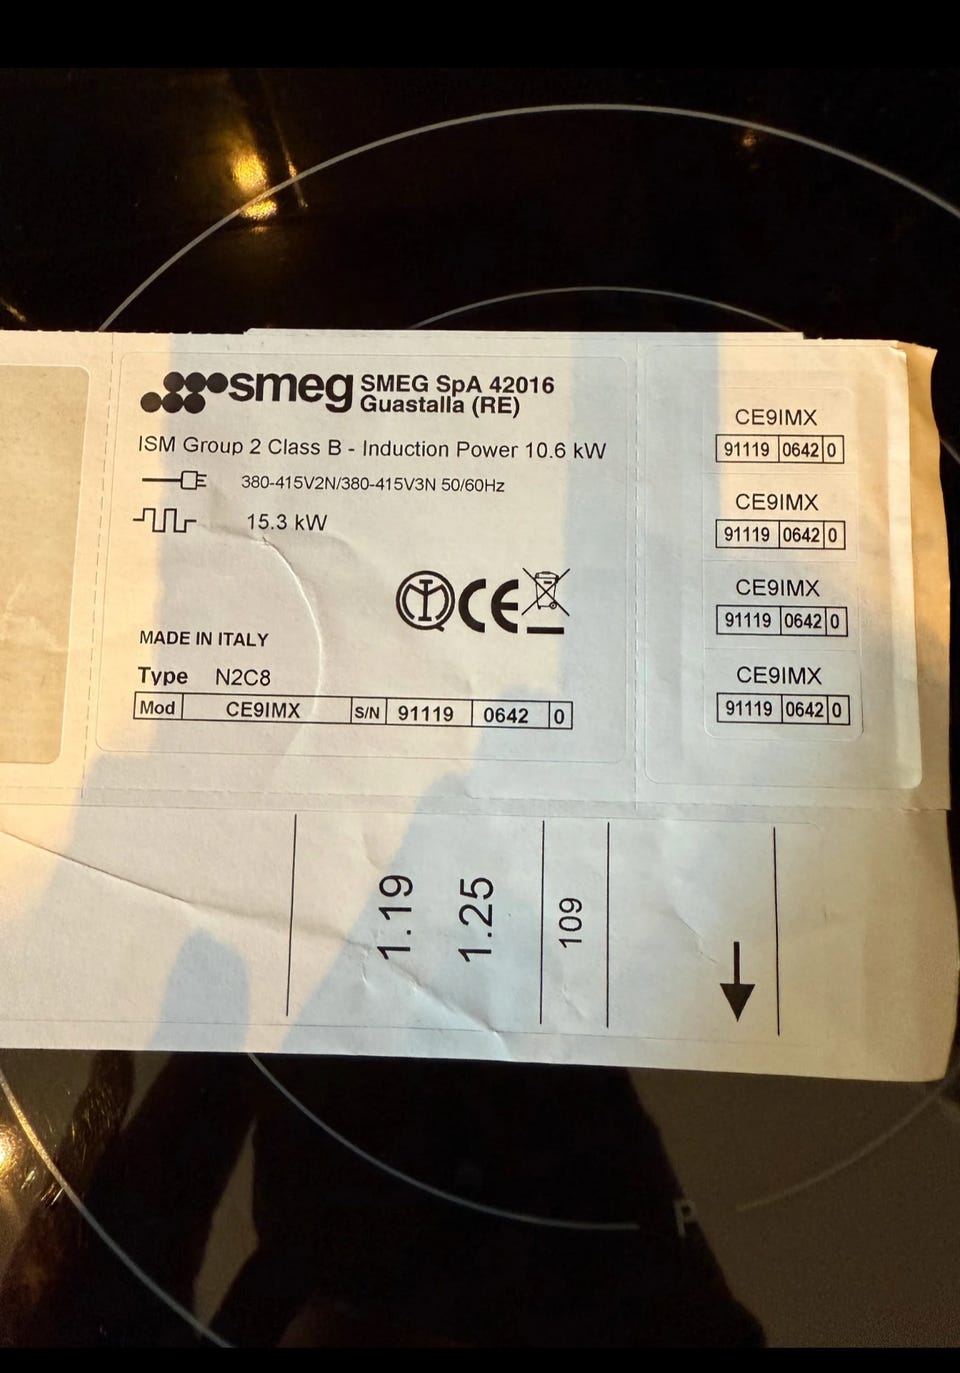 smeg SMEG SpA 42016
Guastalla (RE)
ISM Group 2 Class B - Induction Power 10.6 kW
380-415V2N/380-415V3N 50/60Hz
15.3 kW
CE
MADE IN ITALY
Type N2C8
Mod CE9IMX S/N 91119 0642 0
CE9IMX
91119 0642 0
CE9IMX
91119 0642 0
CE9IMX
91119 0642 0
CE9IMX
91119 0642 0
1.19
1.25
109
P